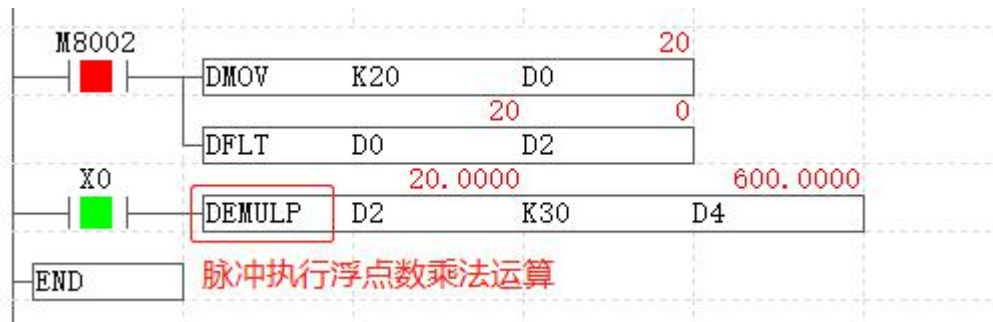 M8002
20
DMOV K20 D0
20 0
DFLT D0 D2
X0 20.0000 600.0000
DEMULP D2 K30 D4
END 脉冲执行浮点数乘法运算